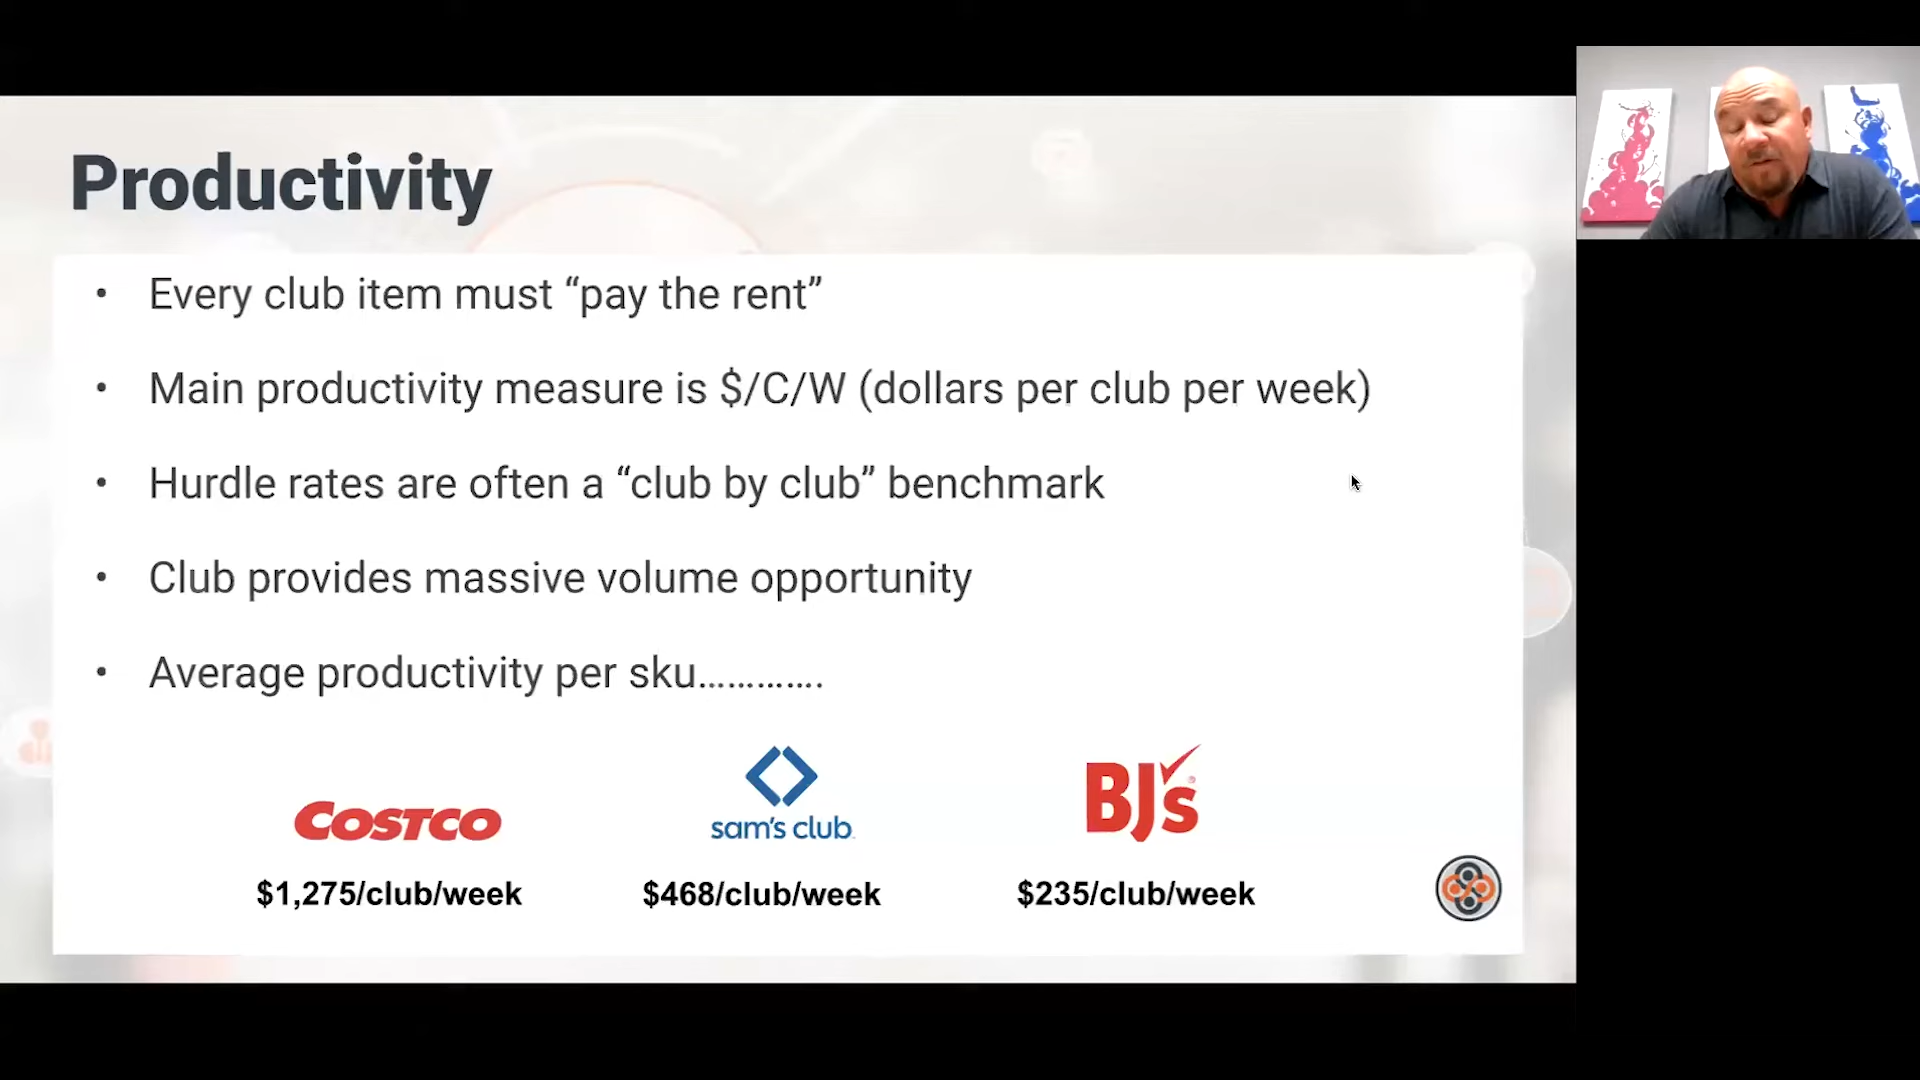 Productivity
• Every club item must “pay the rent”
• Main productivity measure is $/C/W (dollars per club per week)
• Hurdle rates are often a “club by club” benchmark
• Club provides massive volume opportunity
• Average productivity per sku………….
COSTCO sam's club BJ's
$1,275/club/week $468/club/week $235/club/week